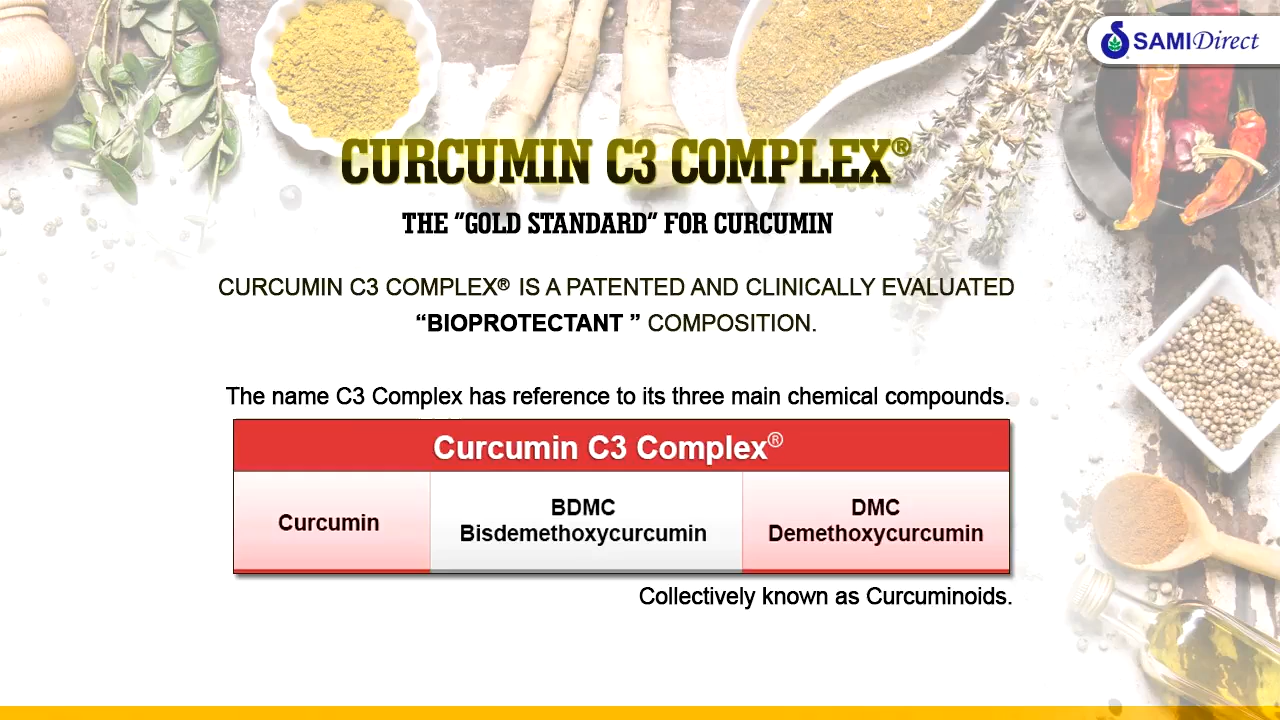 SAMIDirect
CURCUMIN C3 COMPLEX®
THE “GOLD STANDARD“ FOR CURCUMIN
CURCUMIN C3 COMPLEX® IS A PATENTED AND CLINICALLY EVALUATED
“BIOPROTECTANT ” COMPOSITION.
The name C3 Complex has reference to its three main chemical compounds.
Curcumin C3 Complex®
Curcumin
BDMC
Bisdemethoxycurcumin
DMC
Demethoxycurcumin
Collectively known as Curcuminoids.